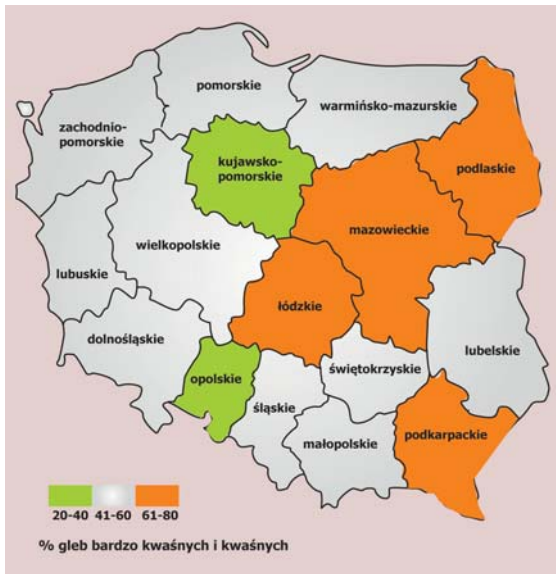 pomorskie
warmińsko-mazurskie
zachodnio-
pomorskie
kujawsko-
pomorskie
podlaskie
mazowieckie
wielkopolskie
lubuskie
łódzkie
dolnośląskie
lubelskie
świętokrzyskie
opolskie
śląskie
podkarpackie
małopolskie
20-40 41-60 61-80
% gleb bardzo kwaśnych i kwaśnych